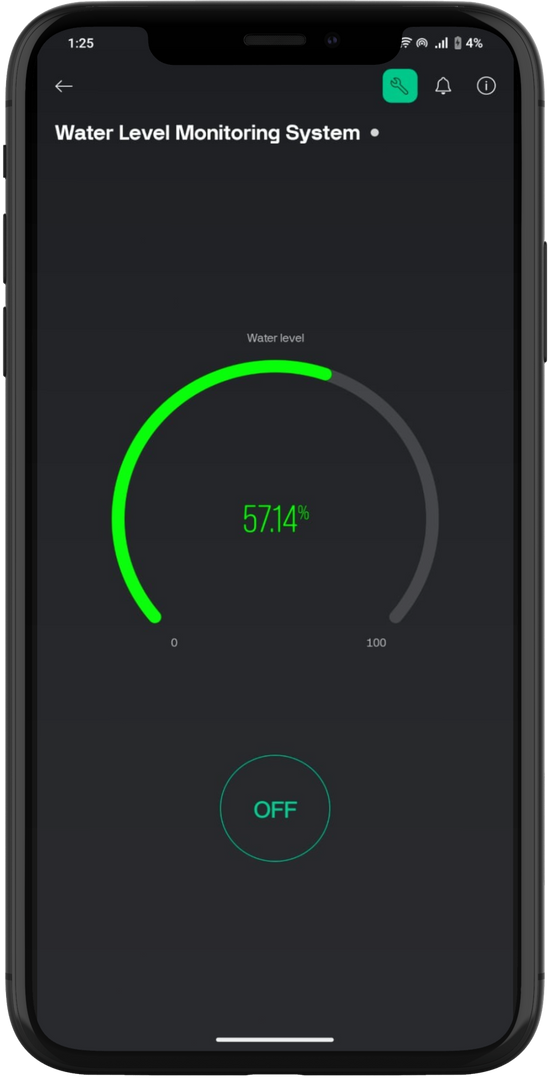 1:25 4%
Water Level Monitoring System
Water level
57.14%
0 100
OFF